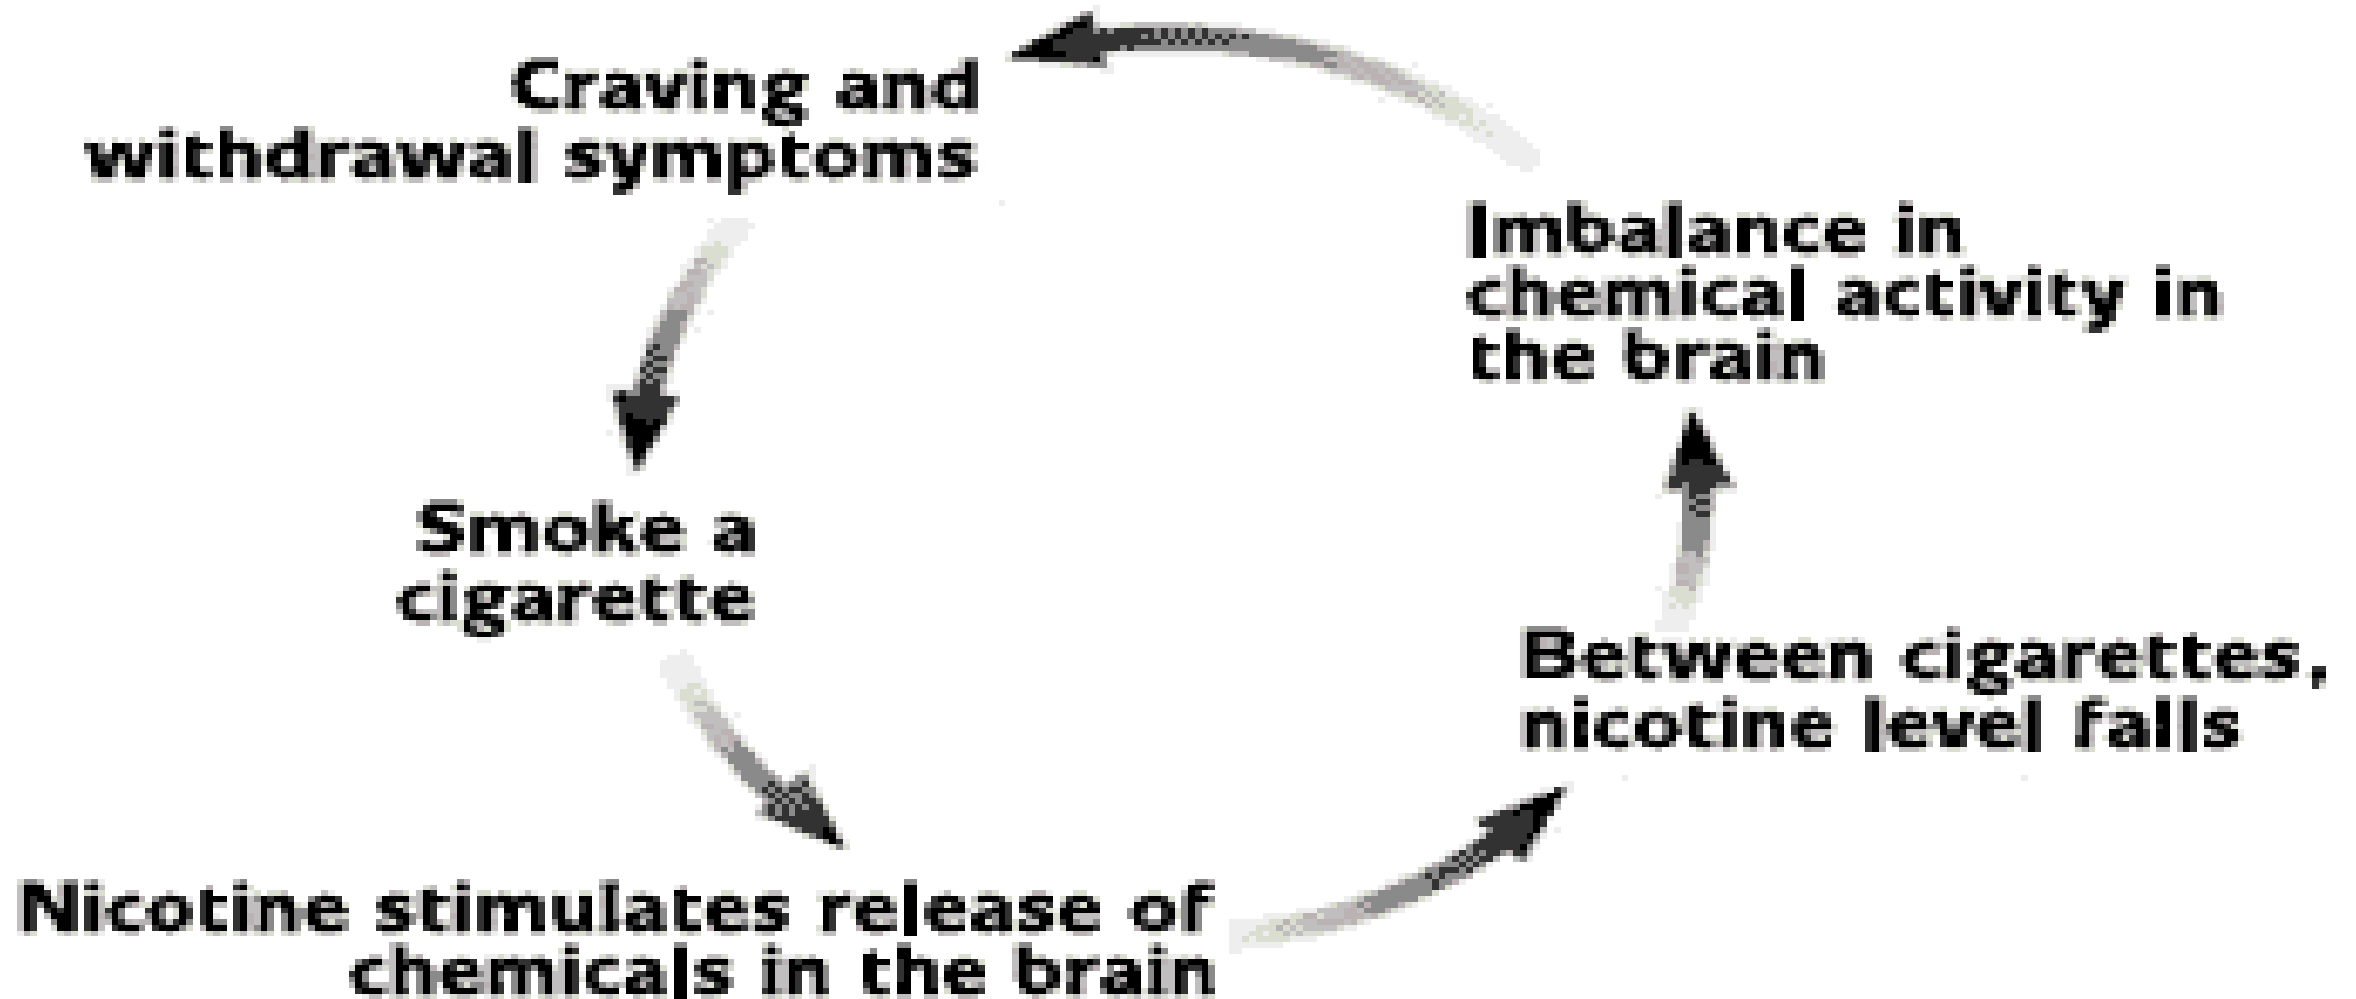 Craving and
withdrawal symptoms
Smoke a
cigarette
Nicotine stimulates release of
chemicals in the brain
Between cigarettes,
nicotine level falls
Imbalance in
chemical activity in
the brain